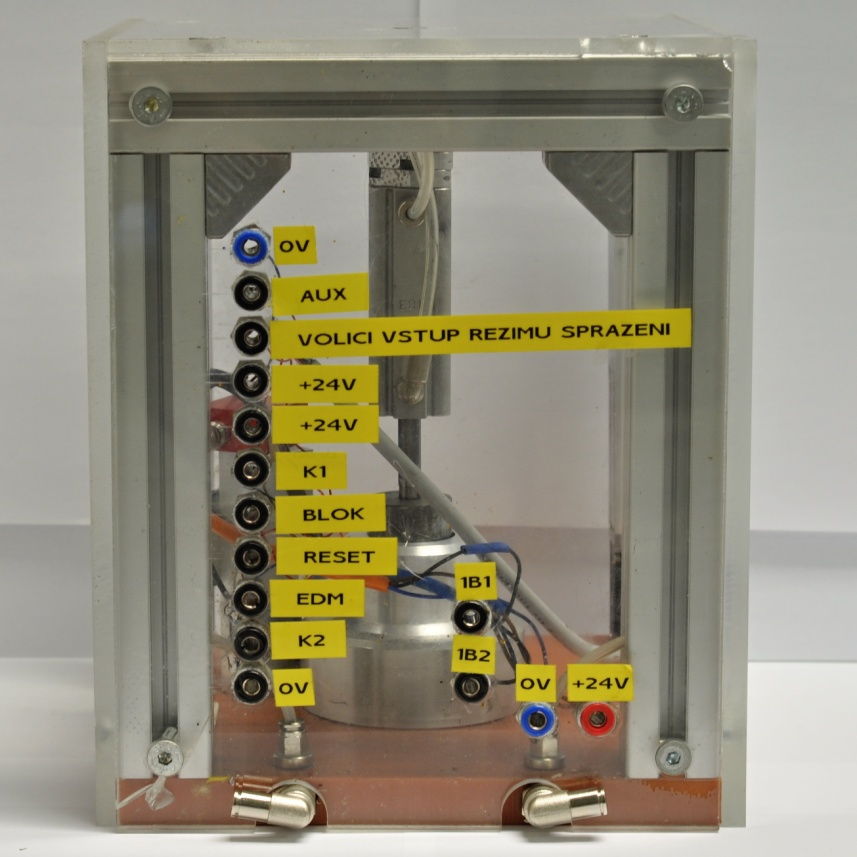 0V
AUX
VOLICI VSTUP REZIMU SPRAZENI
+24V
+24V
K1
BLOK
RESET
EDM
K2
0V
1B1
1B2
0V
+24V